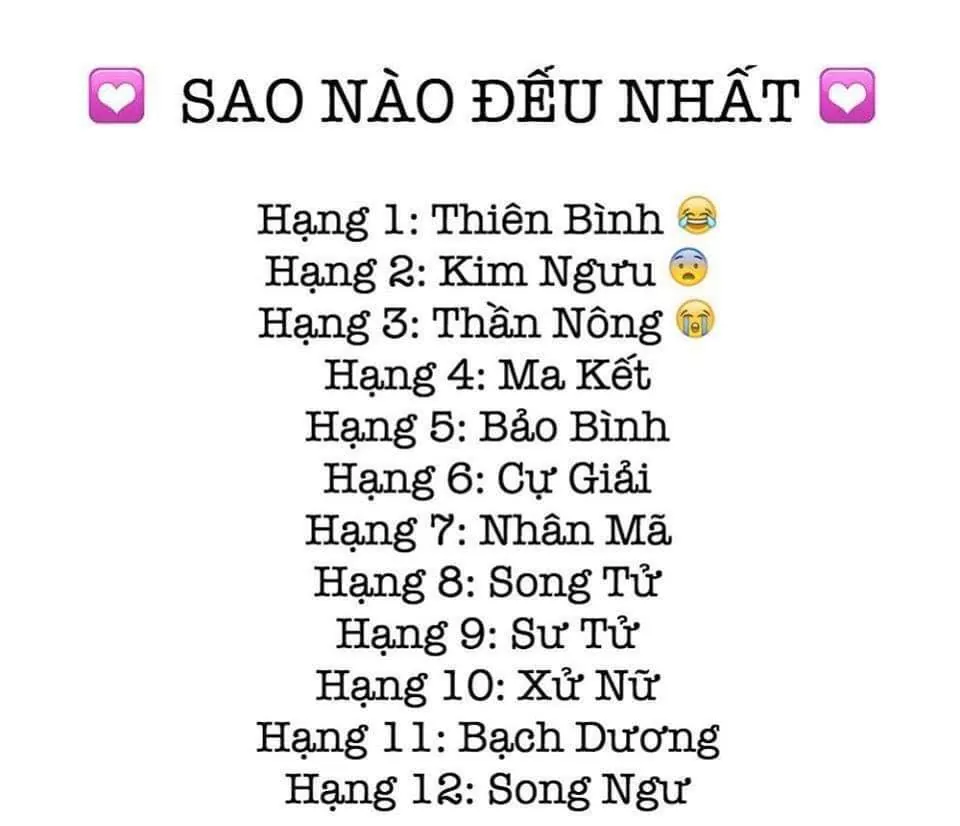 💟 SAO NÀO ĐẾU NHẤT 💟
Hạng 1: Thiên Bình 😂
Hạng 2: Kim Ngưu 😨
Hạng 3: Thần Nông 😭
Hạng 4: Ma Kết
Hạng 5: Bảo Bình
Hạng 6: Cự Giải
Hạng 7: Nhân Mã
Hạng 8: Song Tử
Hạng 9: Sư Tử
Hạng 10: Xử Nữ
Hạng 11: Bạch Dương
Hạng 12: Song Ngư